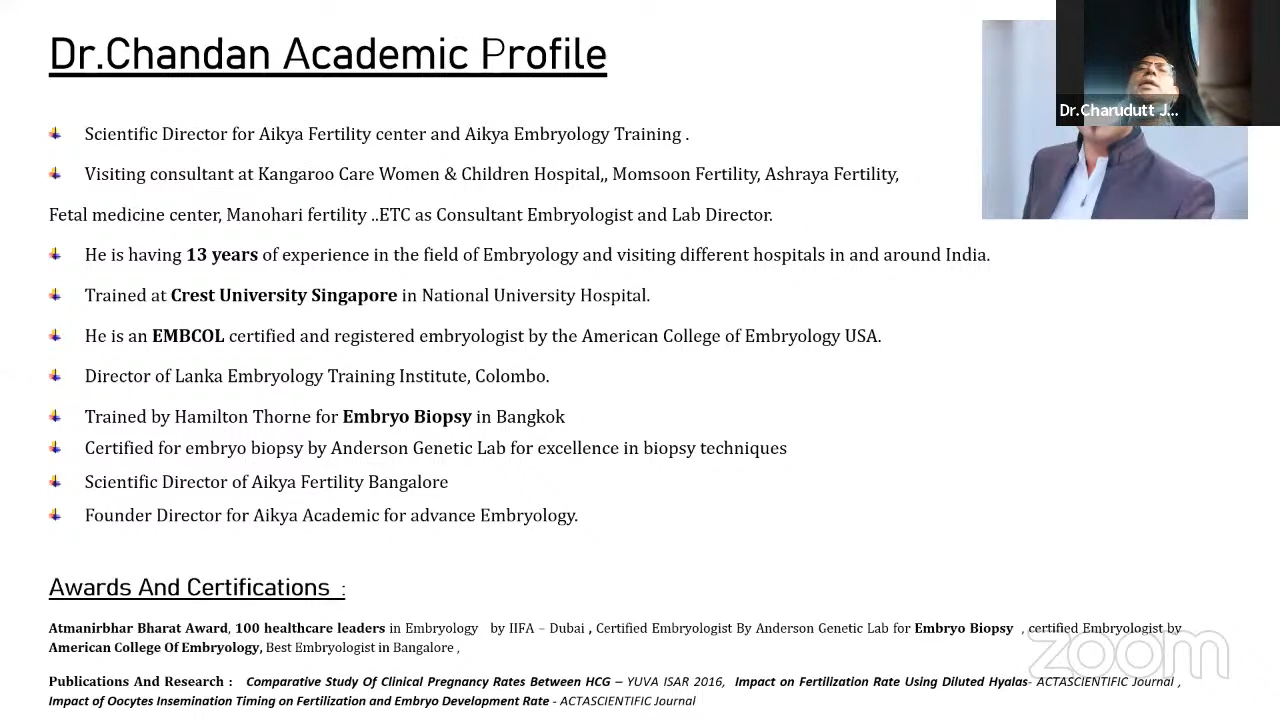 Dr.Chandan Academic Profile
Dr.Charudutt J...
Scientific Director for Aikya Fertility center and Aikya Embryology Training .
Visiting consultant at Kangaroo Care Women & Children Hospital,, Momsoon Fertility, Ashraya Fertility,
Fetal medicine center, Manohari fertility ..ETC as Consultant Embryologist and Lab Director.
He is having 13 years of experience in the field of Embryology and visiting different hospitals in and around India.
Trained at Crest University Singapore in National University Hospital.
He is an EMBCOL certified and registered embryologist by the American College of Embryology USA.
Director of Lanka Embryology Training Institute, Colombo.
Trained by Hamilton Thorne for Embryo Biopsy in Bangkok
Certified for embryo biopsy by Anderson Genetic Lab for excellence in biopsy techniques
Scientific Director of Aikya Fertility Bangalore
Founder Director for Aikya Academic for advance Embryology.
Awards And Certifications :
Atmanirbhar Bharat Award, 100 healthcare leaders in Embryology by IIFA – Dubai , Certified Embryologist By Anderson Genetic Lab for Embryo Biopsy , certified Embryologist by
American College Of Embryology, Best Embryologist in Bangalore ,
Publications And Research : Comparative Study Of Clinical Pregnancy Rates Between HCG – YUVA ISAR 2016, Impact on Fertilization Rate Using Diluted Hyalas- ACTASCIENTIFIC Journal ,
Impact of Oocytes Insemination Timing on Fertilization and Embryo Development Rate - ACTASCIENTIFIC Journal
zoom